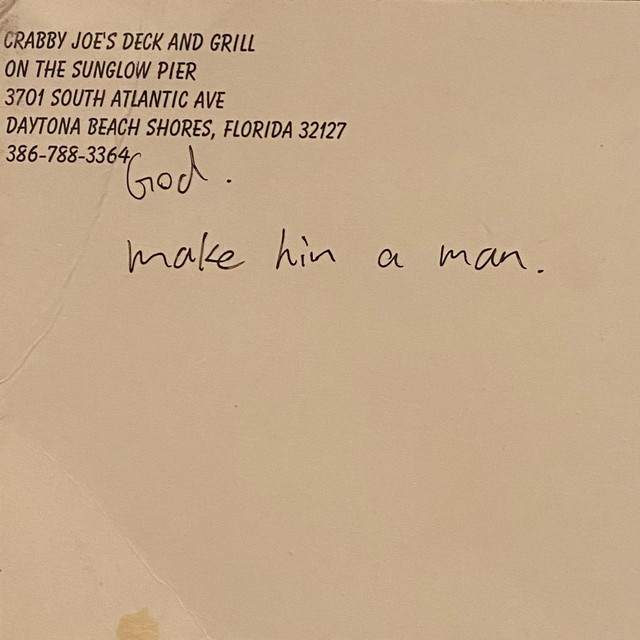 CRABBY JOE'S DECK AND GRILL
ON THE SUNGLOW PIER
3701 SOUTH ATLANTIC AVE
DAYTONA BEACH SHORES, FLORIDA 32127
386-788-3364
God.
make hin a man.